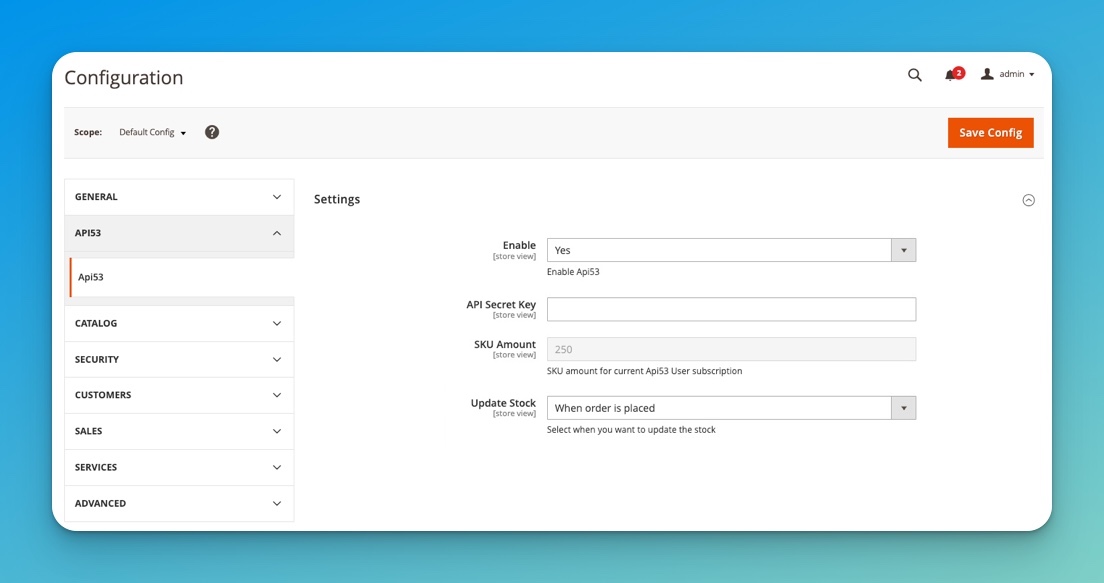 Configuration
2
admin
Scope: Default Config ?
Save Config
GENERAL
API53
Api53
CATALOG
SECURITY
CUSTOMERS
SALES
SERVICES
ADVANCED
Settings
Enable
[store view]
Yes
Enable Api53
API Secret Key
[store view]
SKU Amount
[store view]
250
SKU amount for current Api53 User subscription
Update Stock
[store view]
When order is placed
Select when you want to update the stock